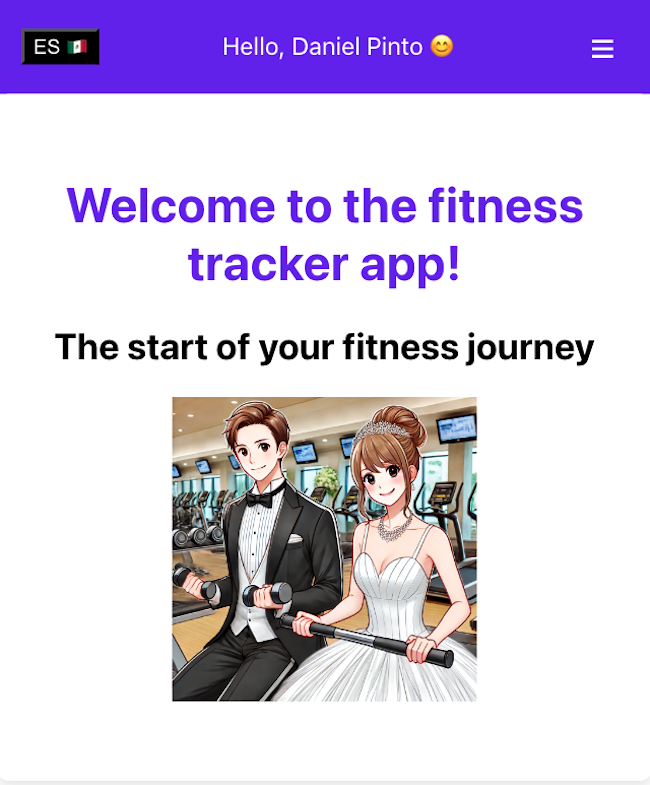 ES 🇲🇽
Hello, Daniel Pinto 😊
Welcome to the fitness
tracker app!
The start of your fitness journey